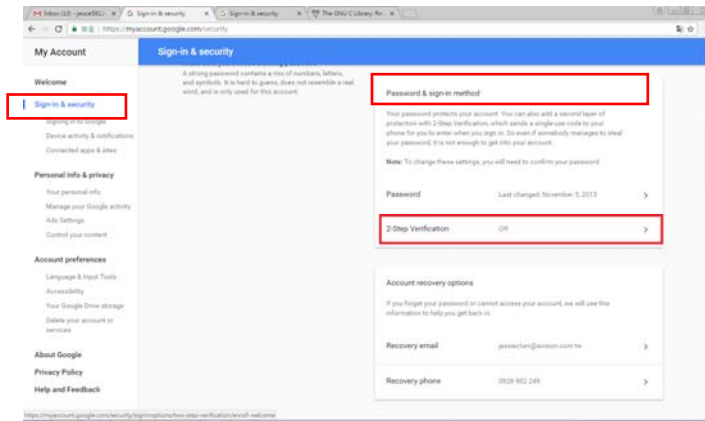 Sign-in & security
The GNU C Library
https://myaccount.google.com/security
My Account
Sign-in & security
Welcome
Sign-in & security
Signing in to Google
Device activity & notifications
Connected apps & sites
Personal info & privacy
Your personal info
Manage your Google activity
Ads Settings
Control your content
Account preferences
Language & Input Tools
Accessibility
Your Google Drive storage
Delete your account or
services
About Google
Privacy Policy
Help and Feedback
A strong password contains a mix of numbers, letters,
and symbols. It is hard to guess, does not resemble a real
word, and is only used for this account.
Password & sign-in method
Your password protects your account. You can also add a second layer of
protection with 2-Step Verification, which sends a single-use code to your
phone for you to enter when you sign in. So even if somebody manages to steal
your password, it is not enough to get into your account.
Note: To change these settings, you will need to confirm your password.
Password
Last changed: November 5, 2013
2-Step Verification
Off
Account recovery options
If you forget your password or cannot access your account, we will use this
information to help you get back in.
Recovery email
Recovery phone
0928 902 249
https://myaccount.google.com/security/signinoptions/two-step-verification/enroll-welcome